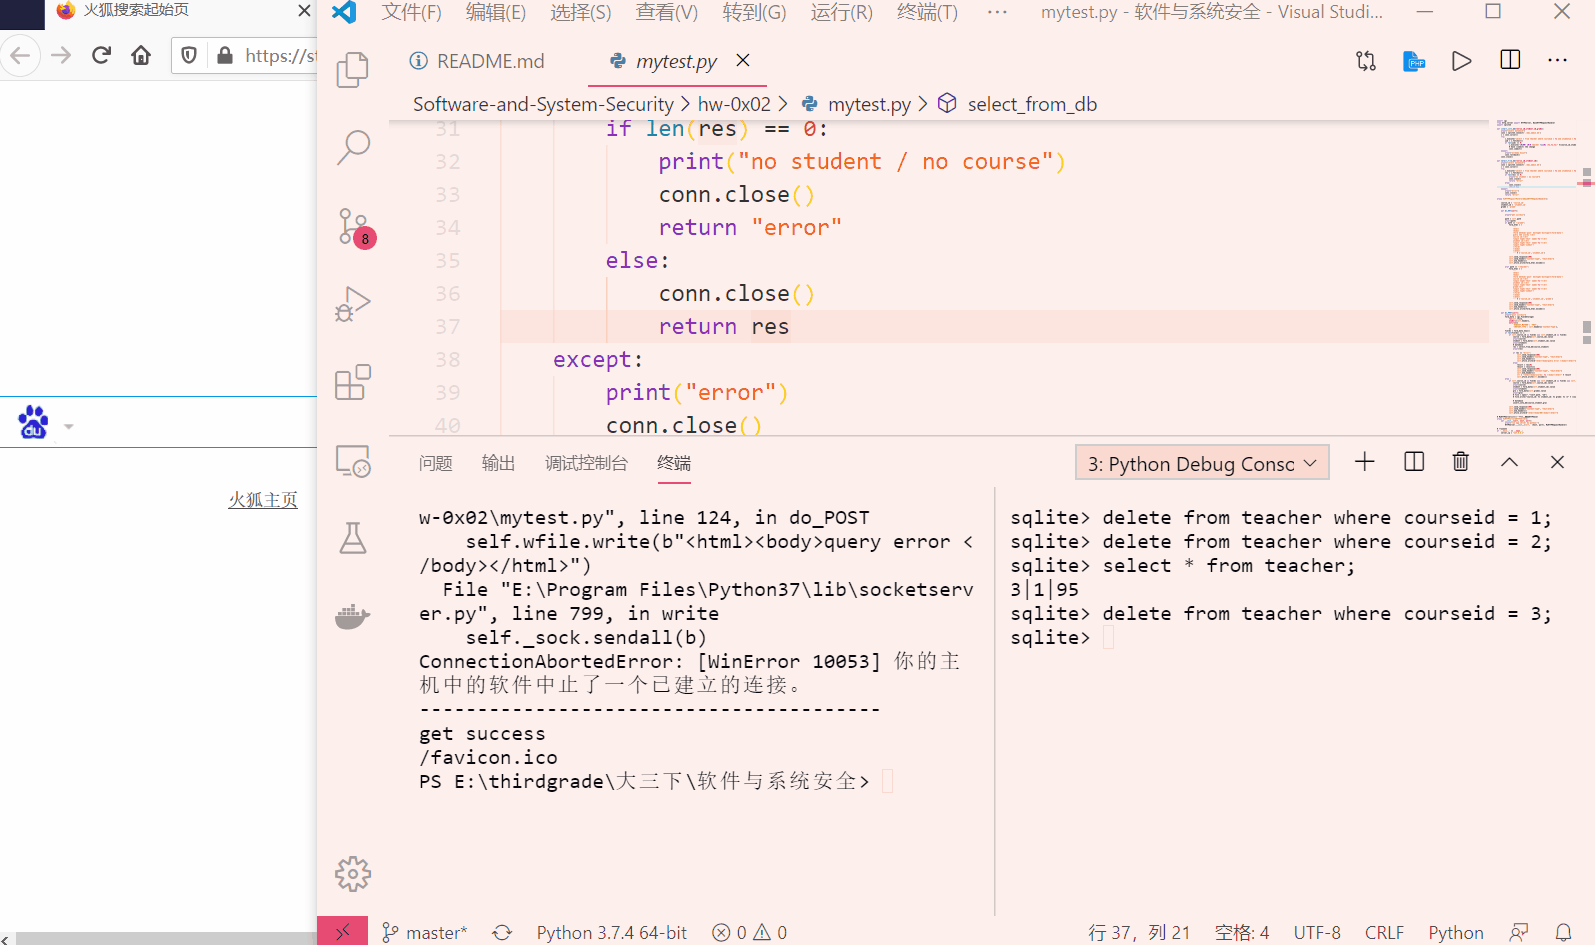 火狐搜索起始页
https://st
文件(F) 编辑(E) 选择(S) 查看(V) 转到(G) 运行(R) 终端(T) ··· mytest.py - 软件与系统安全 - Visual Studi...
README.md mytest.py
Software-and-System-Security > hw-0x02 > mytest.py > select_from_db
31 if len(res) == 0:
32 print("no student / no course")
33 conn.close()
34 return "error"
35 else:
36 conn.close()
37 return res
38 except:
39 print("error")
40 conn.close()
8
du
火狐主页
问题 输出 调试控制台 终端 3: Python Debug Consc
w-0x02\mytest.py", line 124, in do_POST
self.wfile.write(b"<html><body>query error <
/body></html>")
File "E:\Program Files\Python37\lib\socketserv
er.py", line 799, in write
self._sock.sendall(b)
ConnectionAbortedError: [WinError 10053] 你的主
机中的软件中止了一个已建立的连接。
----------------------------------------
get success
/favicon.ico
PS E:\thirdgrade\大三下\软件与系统安全>
sqlite> delete from teacher where courseid = 1;
sqlite> delete from teacher where courseid = 2;
sqlite> select * from teacher;
3|1|95
sqlite> delete from teacher where courseid = 3;
sqlite>
master* Python 3.7.4 64-bit 0 0 行 37, 列 21 空格: 4 UTF-8 CRLF Python